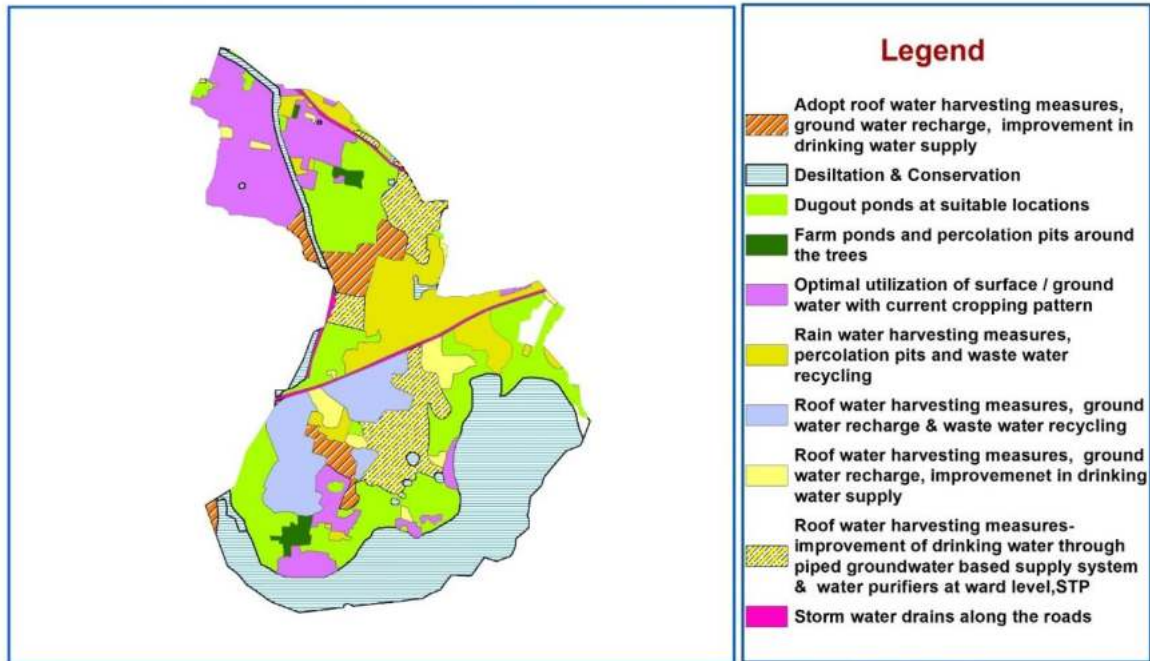 Legend
Adopt roof water harvesting measures,
ground water recharge, improvement in
drinking water supply
Desiltation & Conservation
Dugout ponds at suitable locations
Farm ponds and percolation pits around
the trees
Optimal utilization of surface / ground
water with current cropping pattern
Rain water harvesting measures,
percolation pits and waste water
recycling
Roof water harvesting measures, ground
water recharge & waste water recycling
Roof water harvesting measures, ground
water recharge, improvemenet in drinking
water supply
Roof water harvesting measures-
improvement of drinking water through
piped groundwater based supply system
& water purifiers at ward level,STP
Storm water drains along the roads